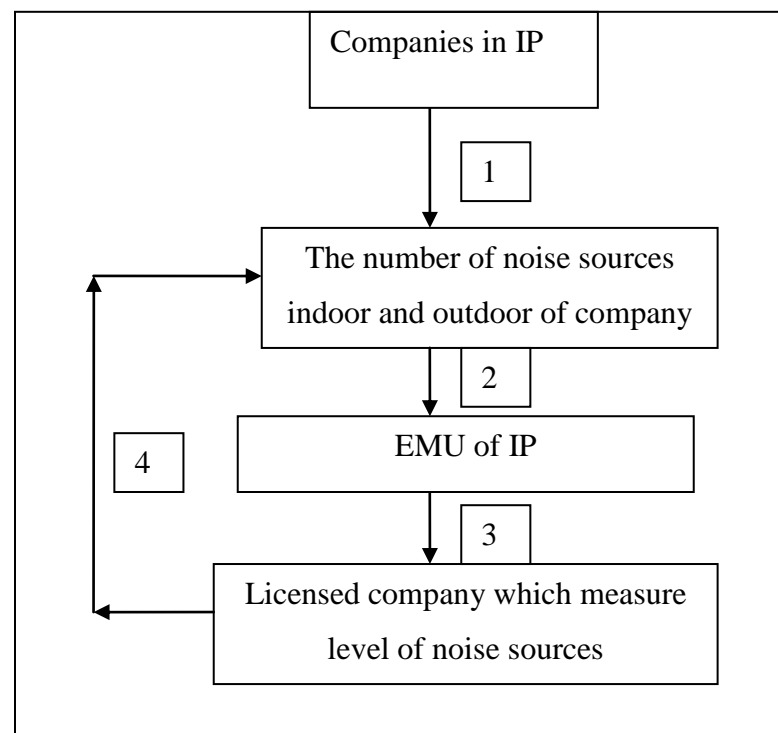 Companies in IP
1
The number of noise sources
indoor and outdoor of company
2
EMU of IP
4
3
Licensed company which measure
level of noise sources